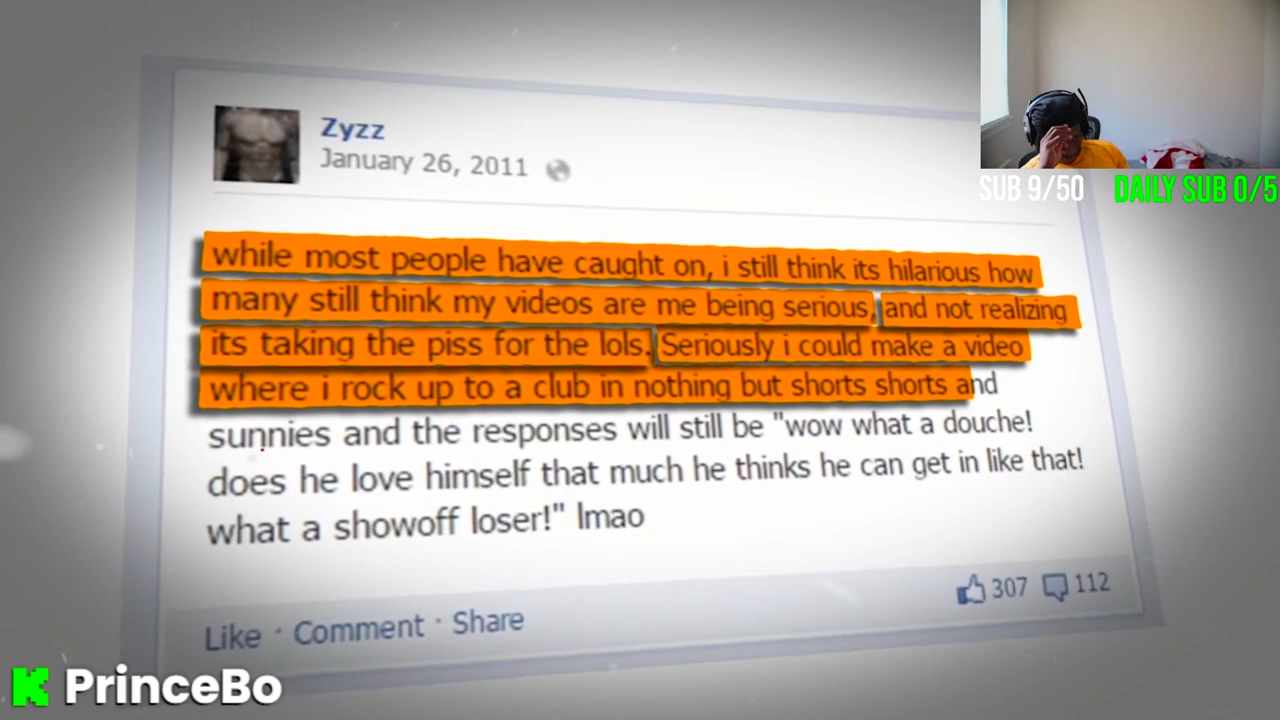 Zyzz
January 26, 2011
SUB 9/50 DAILY SUB 0/5
while most people have caught on, i still think its hilarious how
many still think my videos are me being serious, and not realizing
its taking the piss for the lols. Seriously i could make a video
where i rock up to a club in nothing but shorts shorts and
sunnies and the responses will still be "wow what a douche!
does he love himself that much he thinks he can get in like that!
what a showoff loser!" lmao
307 112
Like · Comment · Share
K PrinceBo